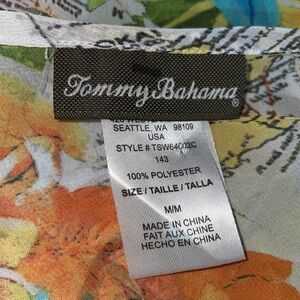 Tommy Bahama®
SEATTLE, WA 98109
USA
STYLE # TSW64002C
143
100% POLYESTER
SIZE / TAILLE / TALLA
M/M
MADE IN CHINA
FAIT AUX CHINE
HECHO EN CHINA